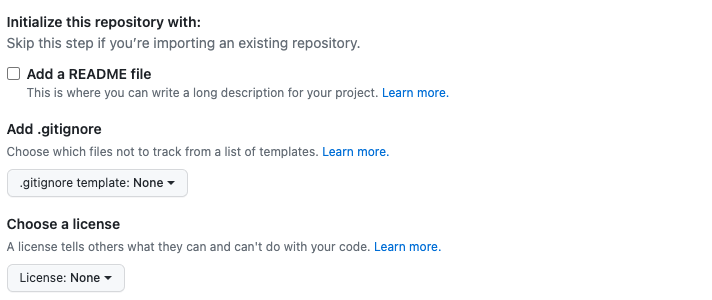 Initialize this repository with:
Skip this step if you’re importing an existing repository.
Add a README file
This is where you can write a long description for your project. Learn more.
Add .gitignore
Choose which files not to track from a list of templates. Learn more.
.gitignore template: None
Choose a license
A license tells others what they can and can't do with your code. Learn more.
License: None